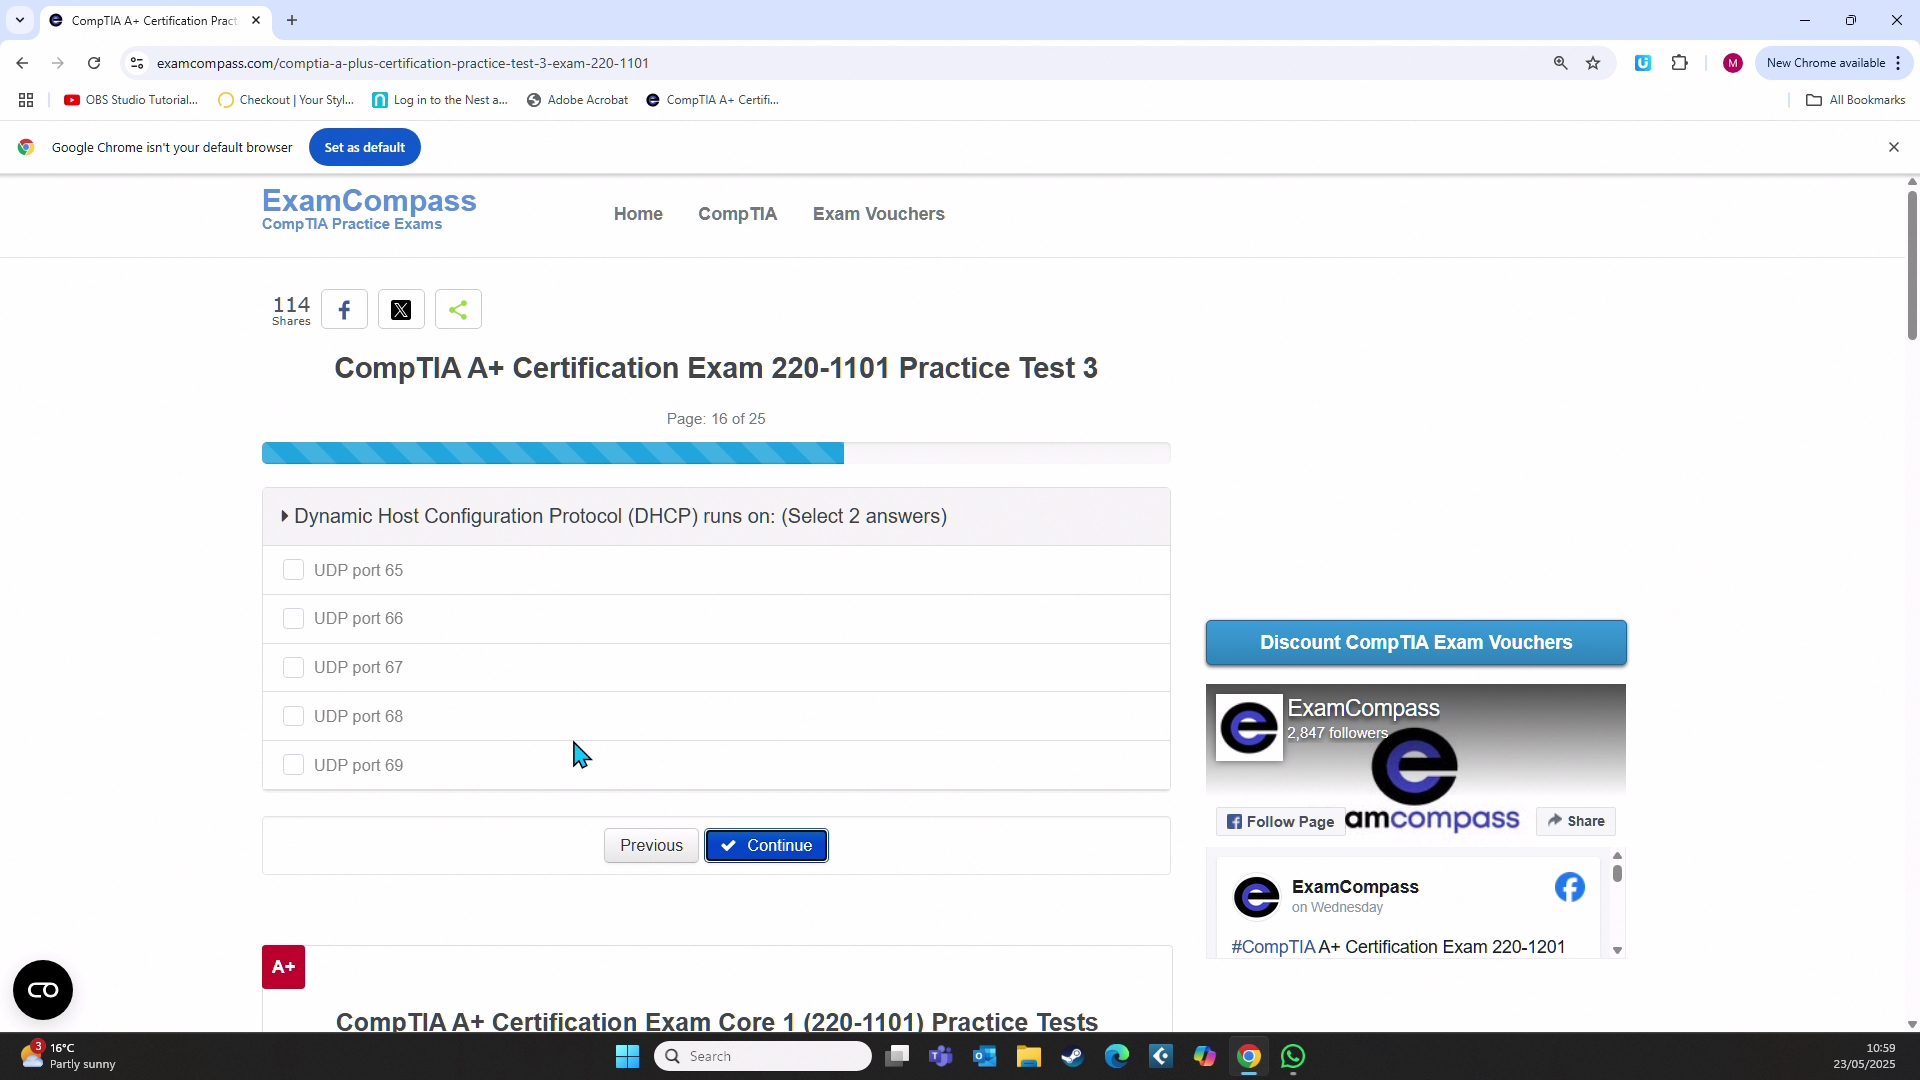 CompTIA A+ Certification Pract
examcompass.com/comptia-a-plus-certification-practice-test-3-exam-220-1101
M
New Chrome available
OBS Studio Tutorial...
Checkout | Your Styl...
Log in to the Nest a...
Adobe Acrobat
CompTIA A+ Certifi...
All Bookmarks
Google Chrome isn't your default browser
Set as default
ExamCompass
CompTIA Practice Exams
Home
CompTIA
Exam Vouchers
114
Shares
CompTIA A+ Certification Exam 220-1101 Practice Test 3
Page: 16 of 25
Dynamic Host Configuration Protocol (DHCP) runs on: (Select 2 answers)
UDP port 65
UDP port 66
UDP port 67
UDP port 68
UDP port 69
Previous
Continue
Discount CompTIA Exam Vouchers
ExamCompass
2,847 followers
Follow Page
amcompass
Share
ExamCompass
on Wednesday
#CompTIA A+ Certification Exam 220-1201
A+
CompTIA A+ Certification Exam Core 1 (220-1101) Practice Tests
3
16°C
Partly sunny
Search
10:59
23/05/2025